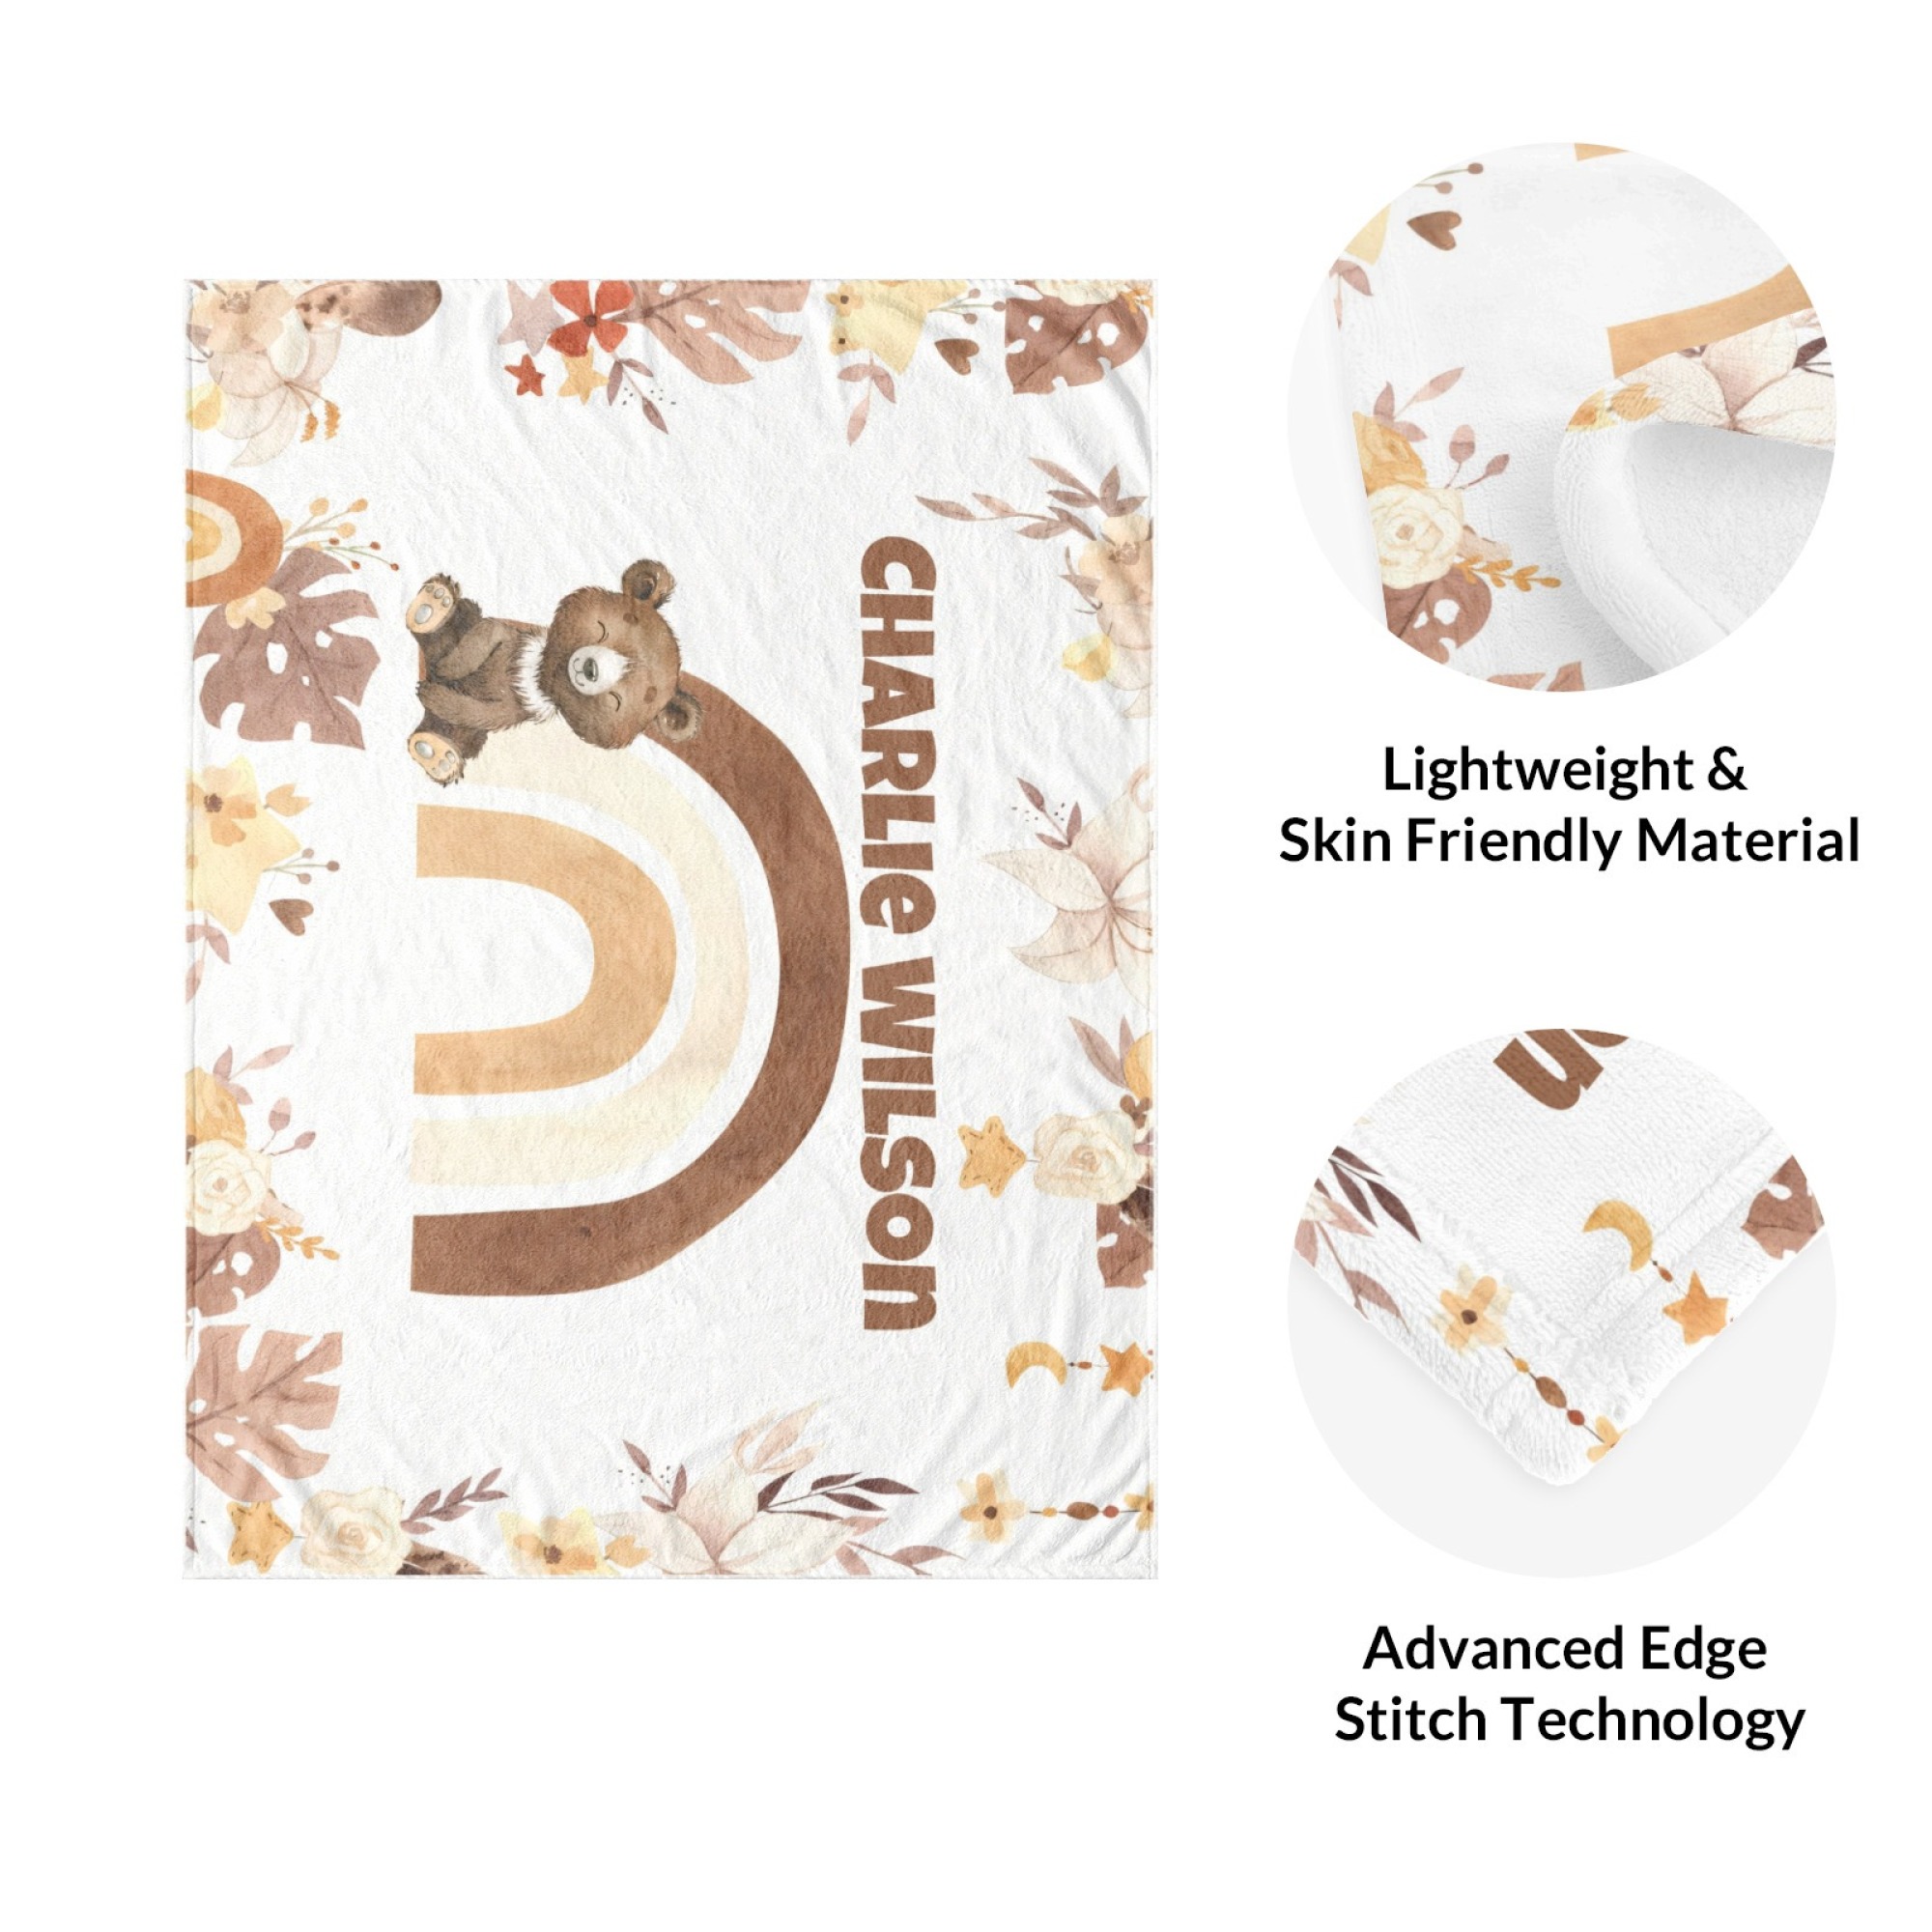 CHARLIe WILSon
Lightweight &
Skin Friendly Material
n
Advanced Edge
Stitch Technology